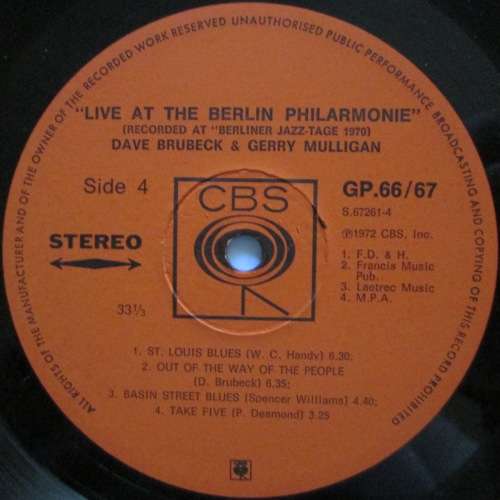 ALL RIGHTS OF THE MANUFACTURER AND OF THE OWNER OF THE RECORDED WORK RESERVED UNAUTHORISED PUBLIC PERFORMANCE BROADCASTING AND COPYING OF THIS RECORD PROHIBITED
"LIVE AT THE BERLIN PHILARMONIE"
(RECORDED AT "BERLINER JAZZ-TAGE 1970)
DAVE BRUBECK & GERRY MULLIGAN
Side 4
CBS
GP.66/67
S.67261-4
STEREO
℗1972 CBS, Inc.
1. F.D. & H.
2. Francis Music
Pub.
3. Laetrec Music
4. M.P.A.
33⅓
1. ST. LOUIS BLUES (W. C. Handy) 6.30;
2. OUT OF THE WAY OF THE PEOPLE
(D. Brubeck) 6.35;
3. BASIN STREET BLUES (Spencer Williams) 4.40;
4. TAKE FIVE (P. Desmond) 3.25